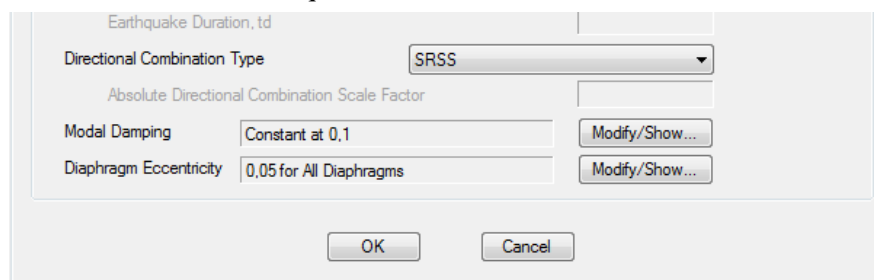 Earthquake Duration, td
Directional Combination Type SRSS
Absolute Directional Combination Scale Factor
Modal Damping Constant at 0,1 Modify/Show...
Diaphragm Eccentricity 0,05 for All Diaphragms Modify/Show...
OK Cancel